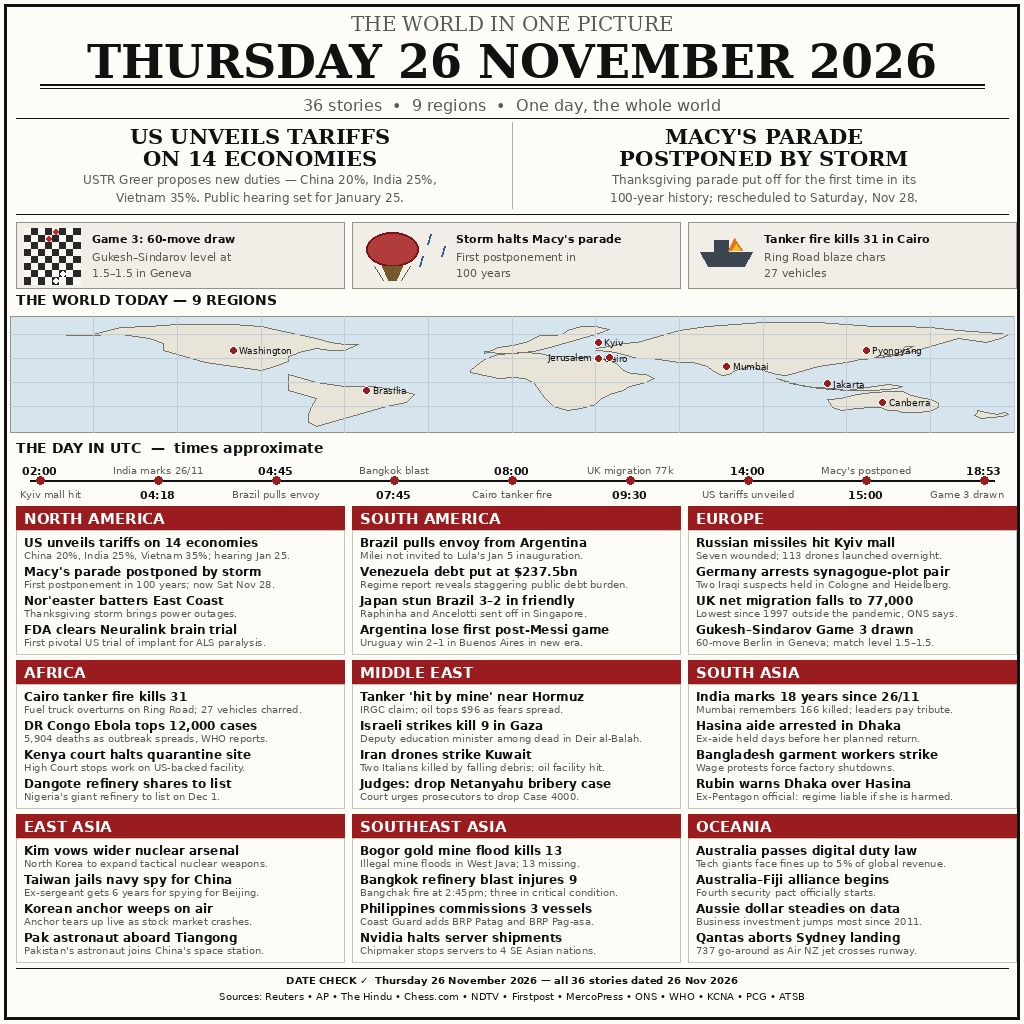 THE WORLD IN ONE PICTURE
THURSDAY 26 NOVEMBER 2026
36 stories • 9 regions • One day, the whole world
US UNVEILS TARIFFS
ON 14 ECONOMIES
USTR Greer proposes new duties — China 20%, India 25%,
Vietnam 35%. Public hearing set for January 25.
MACY'S PARADE
POSTPONED BY STORM
Thanksgiving parade put off for the first time in its
100-year history; rescheduled to Saturday, Nov 28.
Game 3: 60-move draw
Gukesh–Sindarov level at
1.5–1.5 in Geneva
Storm halts Macy's parade
First postponement in
100 years
Tanker fire kills 31 in Cairo
Ring Road blaze chars
27 vehicles
THE WORLD TODAY — 9 REGIONS
Washington
Brasília
Kyiv
Jerusalem
Mumbai
Pyongyang
Jakarta
Canberra
THE DAY IN UTC — times approximate
02:00
Kyiv mall hit
India marks 26/11
04:18
04:45
Brazil pulls envoy
Bangkok blast
07:45
08:00
Cairo tanker fire
UK migration 77k
09:30
14:00
US tariffs unveiled
Macy's postponed
15:00
18:53
Game 3 drawn
NORTH AMERICA
US unveils tariffs on 14 economies
China 20%, India 25%, Vietnam 35%; hearing Jan 25.
Macy's parade postponed by storm
First postponement in 100 years; now Sat Nov 28.
Nor'easter batters East Coast
Thanksgiving storm brings power outages.
FDA clears Neuralink brain trial
First pivotal US trial of implant for ALS paralysis.
SOUTH AMERICA
Brazil pulls envoy from Argentina
Milei not invited to Lula's Jan 5 inauguration.
Venezuela debt put at $237.5bn
Regime report reveals staggering public debt burden.
Japan stun Brazil 3–2 in friendly
Raphinha and Ancelotti sent off in Singapore.
Argentina lose first post-Messi game
Uruguay win 2–1 in Buenos Aires in new era.
EUROPE
Russian missiles hit Kyiv mall
Seven wounded; 113 drones launched overnight.
Germany arrests synagogue-plot pair
Two Iraqi suspects held in Cologne and Heidelberg.
UK net migration falls to 77,000
Lowest since 1997 outside the pandemic, ONS says.
Gukesh–Sindarov Game 3 drawn
60-move Berlin in Geneva; match level 1.5–1.5.
AFRICA
Cairo tanker fire kills 31
Fuel truck overturns on Ring Road; 27 vehicles charred.
DR Congo Ebola tops 12,000 cases
5,904 deaths as outbreak spreads, WHO reports.
Kenya court halts quarantine site
High Court stops work on US-backed facility.
Dangote refinery shares to list
Nigeria's giant refinery to list on Dec 1.
MIDDLE EAST
Tanker 'hit by mine' near Hormuz
IRGC claim; oil tops $96 as fears spread.
Israeli strikes kill 9 in Gaza
Deputy education minister among dead in Deir al-Balah.
Iran drones strike Kuwait
Two Italians killed by falling debris; oil facility hit.
Judges: drop Netanyahu bribery case
Court urges prosecutors to drop Case 4000.
SOUTH ASIA
India marks 18 years since 26/11
Mumbai remembers 166 killed; leaders pay tribute.
Hasina aide arrested in Dhaka
Ex-aide held days before her planned return.
Bangladesh garment workers strike
Wage protests force factory shutdowns.
Rubin warns Dhaka over Hasina
Ex-Pentagon official: regime liable if she is harmed.
EAST ASIA
Kim vows wider nuclear arsenal
North Korea to expand tactical nuclear weapons.
Taiwan jails navy spy for China
Ex-sergeant gets 6 years for spying for Beijing.
Korean anchor weeps on air
Anchor tears up live as stock market crashes.
Pak astronaut aboard Tiangong
Pakistan's astronaut joins China's space station.
SOUTHEAST ASIA
Bogor gold mine flood kills 13
Illegal mine floods in West Java; 13 missing.
Bangkok refinery blast injures 9
Bangchak fire at 2:45pm; three in critical condition.
Philippines commissions 3 vessels
Coast Guard adds BRP Patag and BRP Pag-asa.
Nvidia halts server shipments
Chipmaker stops servers to 4 SE Asian nations.
OCEANIA
Australia passes digital duty law
Tech giants face fines up to 5% of global revenue.
Australia–Fiji alliance begins
Fourth security pact officially starts.
Aussie dollar steadies on data
Business investment jumps most since 2011.
Qantas aborts Sydney landing
737 go-around as Air NZ jet crosses runway.
DATE CHECK ✓ Thursday 26 November 2026 — all 36 stories dated 26 Nov 2026
Sources: Reuters • AP • The Hindu • Chess.com • NDTV • Firstpost • MercoPress • ONS • WHO • KCNA • PCG • ATSB